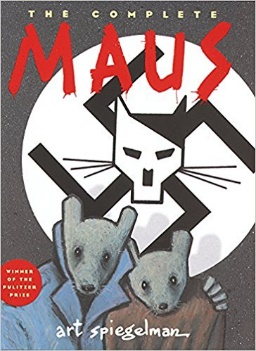 THE COMPLETE
MAUS
WINNER
OF THE
PULITZER
PRIZE
art spiegelman